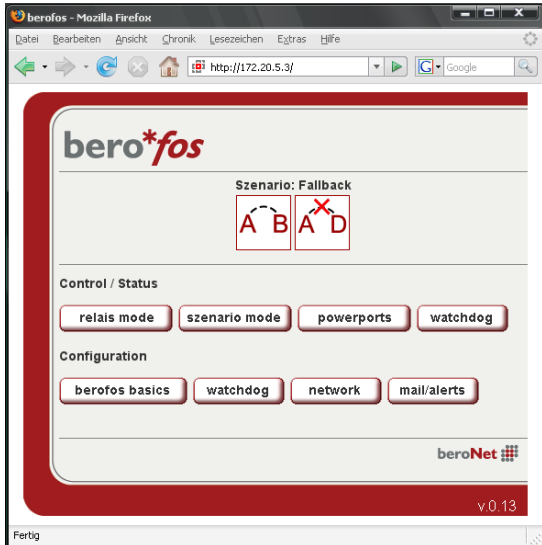 berofos - Mozilla Firefox
Datei Bearbeiten Ansicht Chronik Lesezeichen Extras Hilfe
http://172.20.5.3/ G Google
bero*fos
Szenario: Fallback
A B A D
Control / Status
relais mode szenario mode powerports watchdog
Configuration
berofos basics watchdog network mail/alerts
beroNet
v.0.13
Fertig